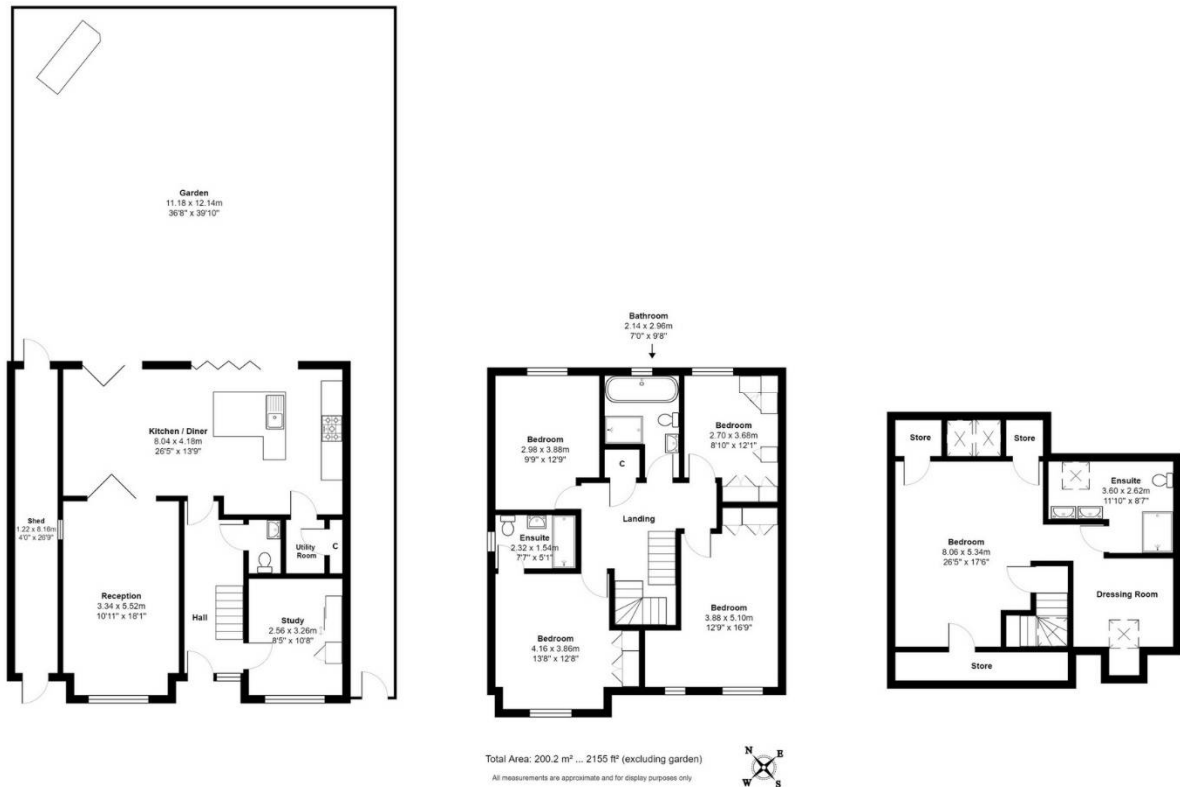 Garden
11.18 x 12.14m
36'8" x 39'10"
Kitchen / Diner
8.04 x 4.18m
26'5" x 13'9"
Shed
1.22 x 8.16m
4'0" x 26'9"
Utility
Room
C
Reception
3.34 x 5.52m
10'11" x 18'1"
Hall
Study
2.56 x 3.26m
8'5" x 10'8"
Bathroom
2.14 x 2.96m
7'0" x 9'8"
Bedroom
2.98 x 3.88m
9'9" x 12'9"
C
Bedroom
2.70 x 3.68m
8'10" x 12'1"
Landing
Ensuite
2.32 x 1.54m
7'7" x 5'1"
Bedroom
4.16 x 3.86m
13'8" x 12'8"
Bedroom
3.88 x 5.10m
12'9" x 16'9"
Store
Store
Ensuite
3.60 x 2.62m
11'10" x 8'7"
Bedroom
8.06 x 5.34m
26'5" x 17'6"
Dressing Room
Store
Total Area: 200.2 m² ... 2155 ft² (excluding garden)
All measurements are approximate and for display purposes only
N
E
W
S